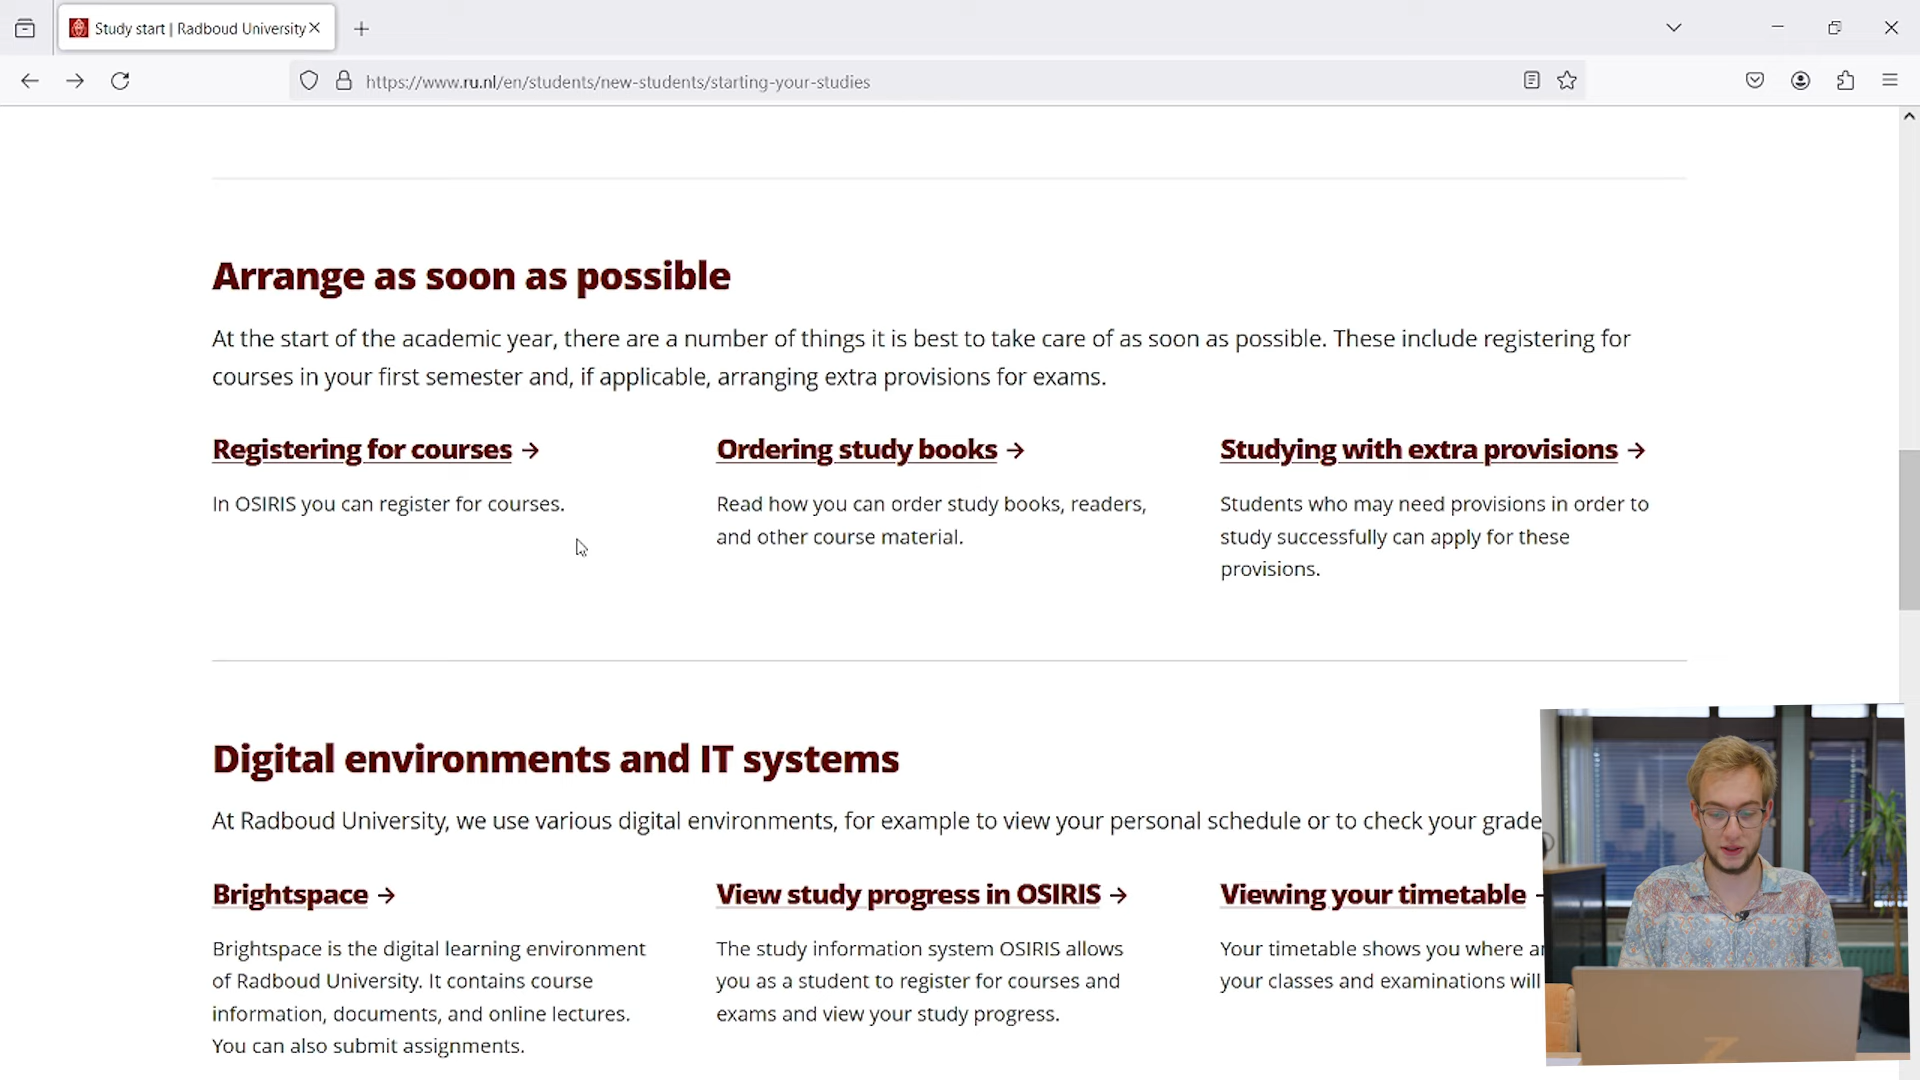 Study start | Radboud University
https://www.ru.nl/en/students/new-students/starting-your-studies
Arrange as soon as possible
At the start of the academic year, there are a number of things it is best to take care of as soon as possible. These include registering for
courses in your first semester and, if applicable, arranging extra provisions for exams.
Registering for courses →
Ordering study books →
Studying with extra provisions →
In OSIRIS you can register for courses.
Read how you can order study books, readers,
and other course material.
Students who may need provisions in order to
study successfully can apply for these
provisions.
Digital environments and IT systems
At Radboud University, we use various digital environments, for example to view your personal schedule or to check your grade
Brightspace →
View study progress in OSIRIS →
Viewing your timetable
Brightspace is the digital learning environment
of Radboud University. It contains course
information, documents, and online lectures.
You can also submit assignments.
The study information system OSIRIS allows
you as a student to register for courses and
exams and view your study progress.
Your timetable shows you where
your classes and examinations will